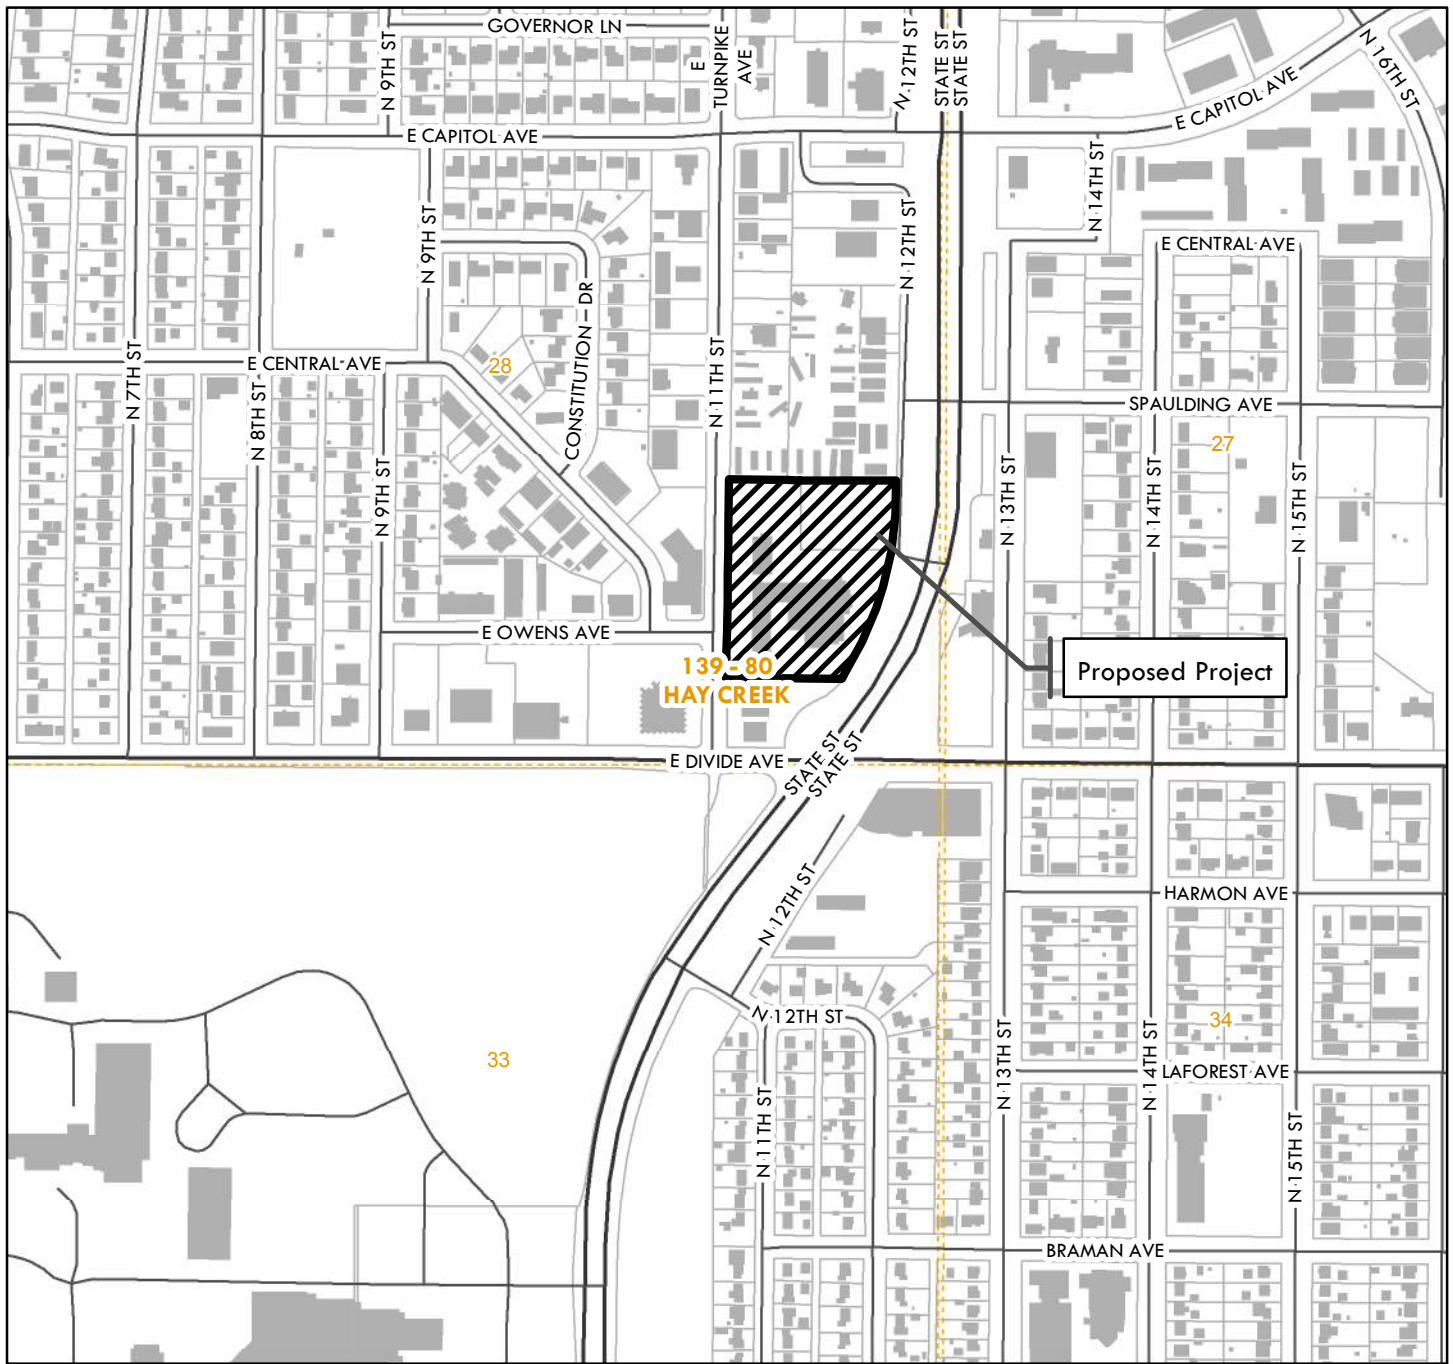 GOVERNOR LN
N 9TH ST
E
TURNPIKE
AVE
N 12TH ST
STATE ST
STATE ST
N 16TH ST
E CAPITOL AVE
E CAPITOL AVE
N 14TH ST
N 9TH ST
N 12TH ST
E CENTRAL AVE
CONSTITUTION DR
N 7TH ST
E CENTRAL AVE
28
N 8TH ST
N 11TH ST
SPAULDING AVE
27
N 9TH ST
N 13TH ST
N 14TH ST
N 15TH ST
E OWENS AVE
139 - 80
HAY CREEK
Proposed Project
E DIVIDE AVE
STATE ST
STATE ST
HARMON AVE
N 12TH ST
N 12TH ST
34
33
N 13TH ST
N 14TH ST
LAFOREST AVE
N 11TH ST
N 15TH ST
BRAMAN AVE